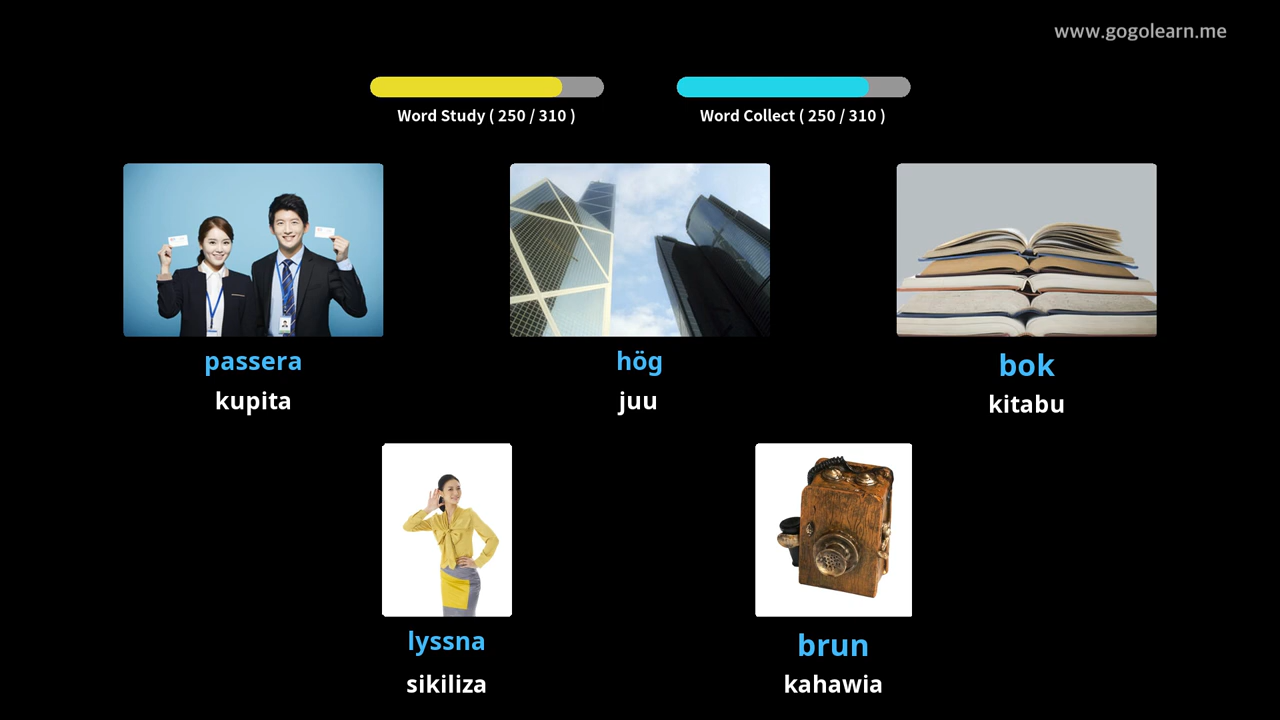 www.gogolearn.me
Word Study ( 250 / 310 )
Word Collect ( 250 / 310 )
passera
kupita
hög
juu
bok
kitabu
lyssna
sikiliza
brun
kahawia